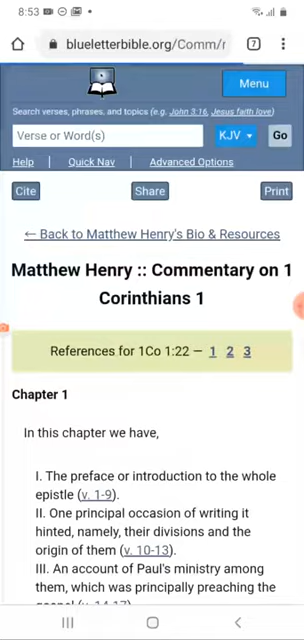 8:53
blueletterbible.org/Comm/r
7
Menu
Search verses, phrases, and topics (e.g. John 3:16, Jesus faith love)
Verse or Word(s)
KJV
Go
Help | Quick Nav | Advanced Options
Cite
Share
Print
← Back to Matthew Henry's Bio & Resources
Matthew Henry :: Commentary on 1
Corinthians 1
References for 1Co 1:22 — 1 2 3
Chapter 1
In this chapter we have,
I. The preface or introduction to the whole
epistle (v. 1-9).
II. One principal occasion of writing it
hinted, namely, their divisions and the
origin of them (v. 10-13).
III. An account of Paul's ministry among
them, which was principally preaching the
gospel (v. 14-17).